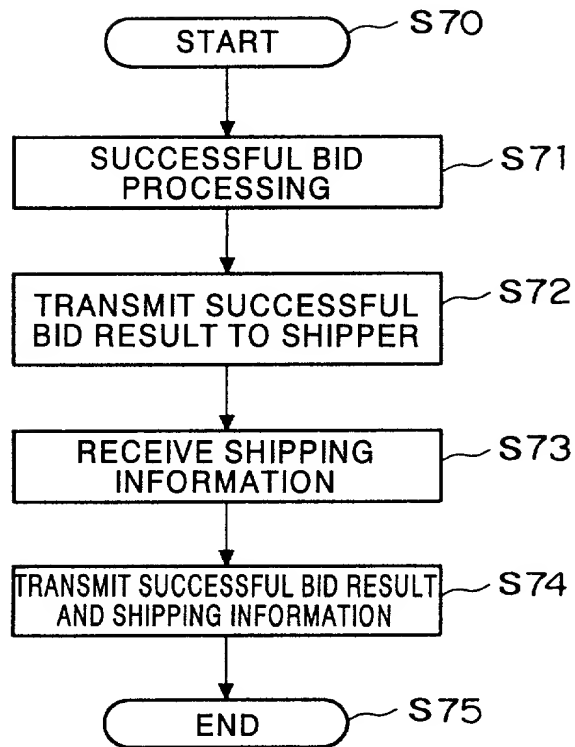 START
S70
SUCCESSFUL BID
PROCESSING
S71
TRANSMIT SUCCESSFUL
BID RESULT TO SHIPPER
S72
RECEIVE SHIPPING
INFORMATION
S73
TRANSMIT SUCCESSFUL BID RESULT
AND SHIPPING INFORMATION
S74
END
S75